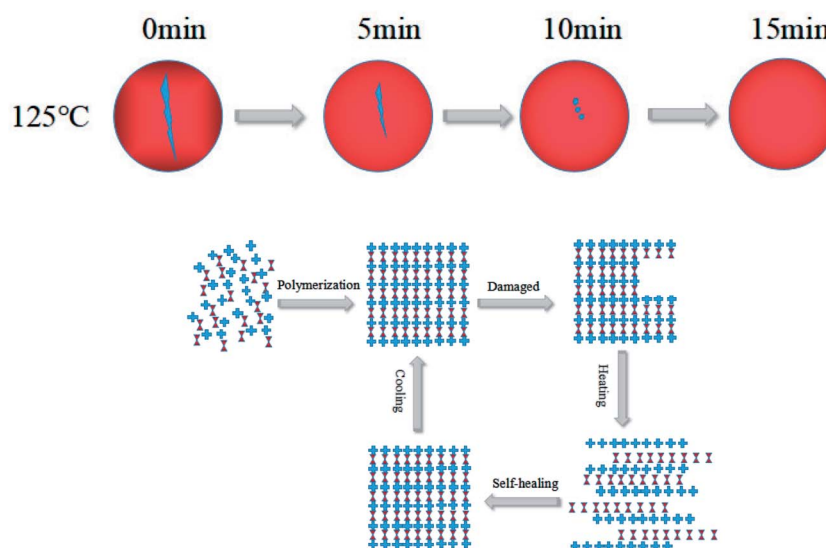 0min
5min
10min
15min
125°C
Polymerization
Damaged
Cooling
Heating
Self-healing